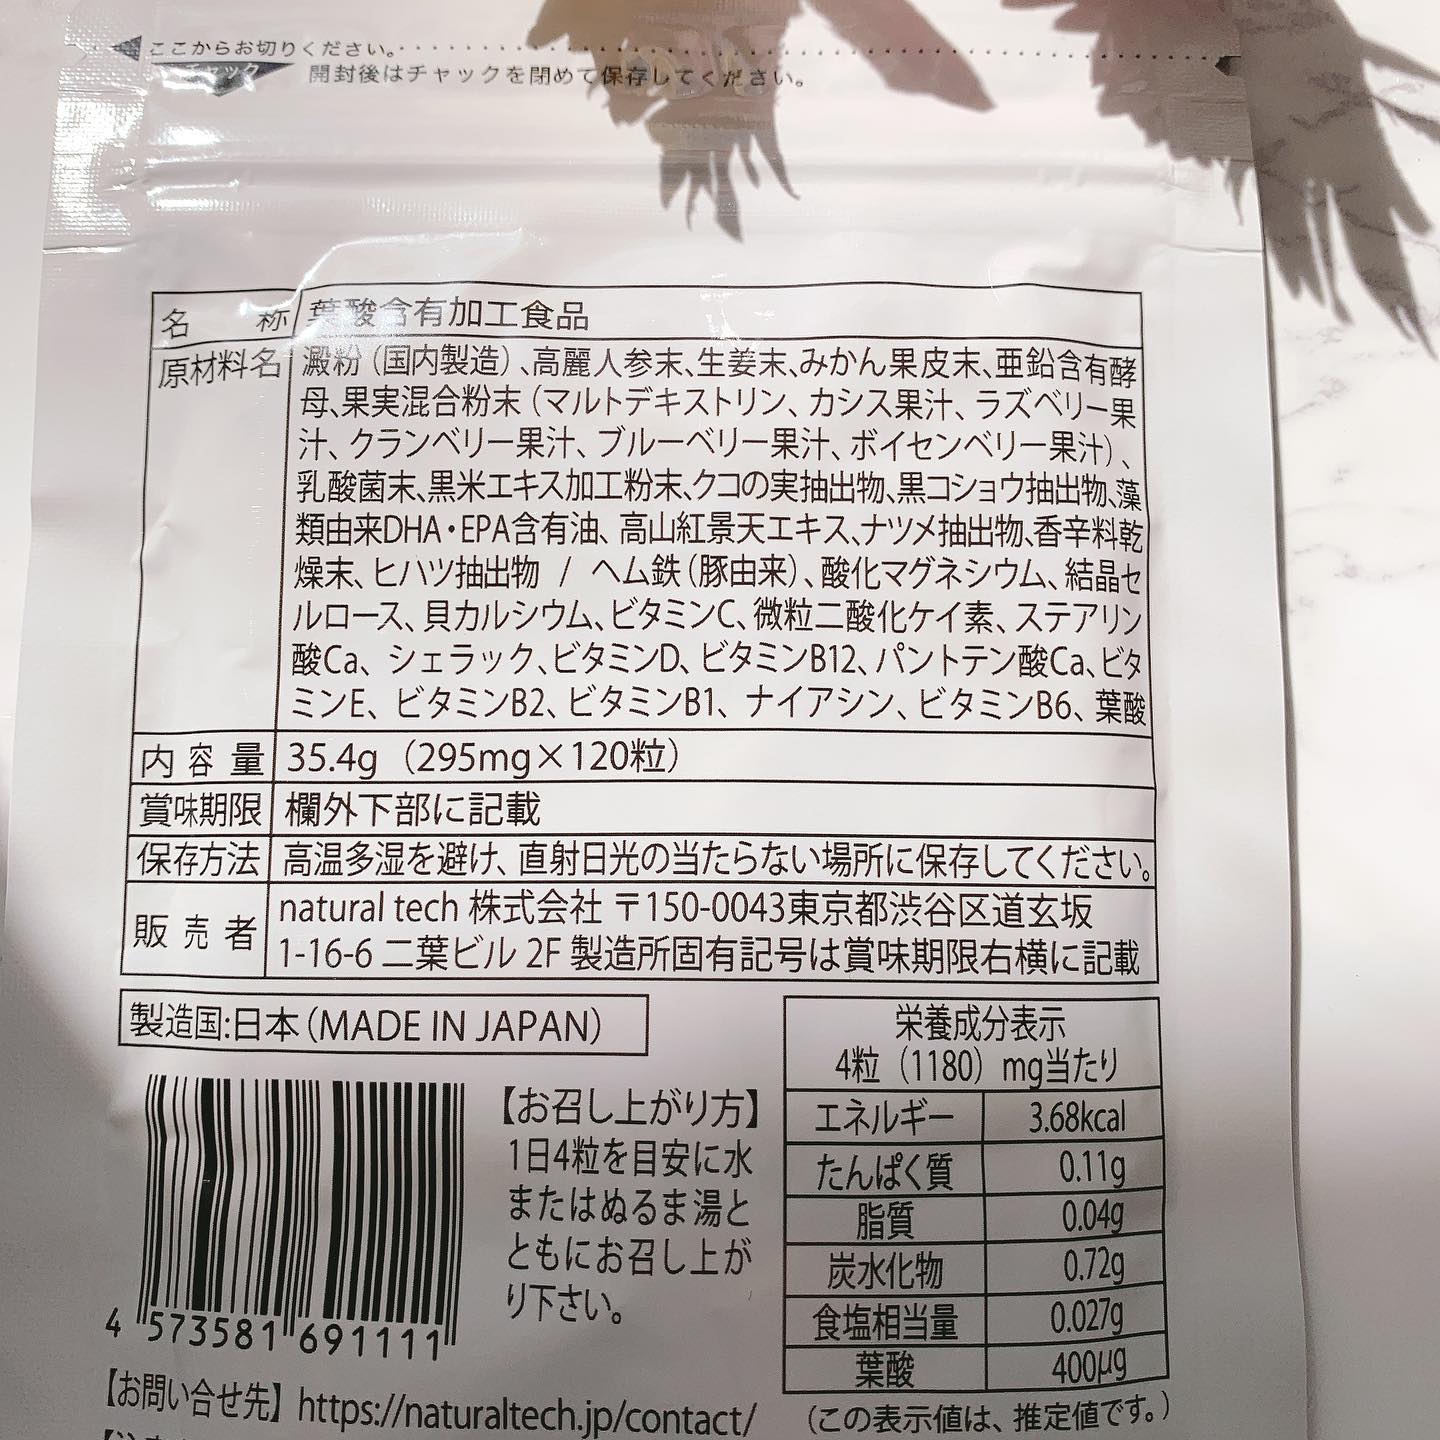 ここからお切りください。
チャック
開封後はチャックを閉めて保存してください。
名称 葉酸含有加工食品
原材料名 澱粉（国内製造）、高麗人参末、生姜末、みかん果皮末、亜鉛含有酵
母、果実混合粉末（マルトデキストリン、カシス果汁、ラズベリー果
汁、クランベリー果汁、ブルーベリー果汁、ボイセンベリー果汁）、
乳酸菌末、黒米エキス加工粉末、クコの実抽出物、黒コショウ抽出物、藻
類由来DHA・EPA含有油、高山紅景天エキス、ナツメ抽出物、香辛料乾
燥末、ヒハツ抽出物 / ヘム鉄（豚由来）、酸化マグネシウム、結晶セ
ルロース、貝カルシウム、ビタミンC、微粒二酸化ケイ素、ステアリン
酸Ca、シェラック、ビタミンD、ビタミンB12、パントテン酸Ca、ビタ
ミンE、ビタミンB2、ビタミンB1、ナイアシン、ビタミンB6、葉酸
内容量 35.4g（295mg×120粒）
賞味期限 欄外下部に記載
保存方法 高温多湿を避け、直射日光の当たらない場所に保存してください。
販売者 natural tech 株式会社 〒150-0043東京都渋谷区道玄坂
1-16-6 二葉ビル 2F 製造所固有記号は賞味期限右横に記載
製造国:日本（MADE IN JAPAN）
【お召し上がり方】
1日4粒を目安に水
またはぬるま湯と
ともにお召し上が
り下さい。
栄養成分表示
4粒（1180）mg当たり
エネルギー 3.68kcal
たんぱく質 0.11g
脂質 0.04g
炭水化物 0.72g
食塩相当量 0.027g
葉酸 400μg
（この表示値は、推定値です。）
4 573581 691111
【お問い合せ先】https://naturaltech.jp/contact/